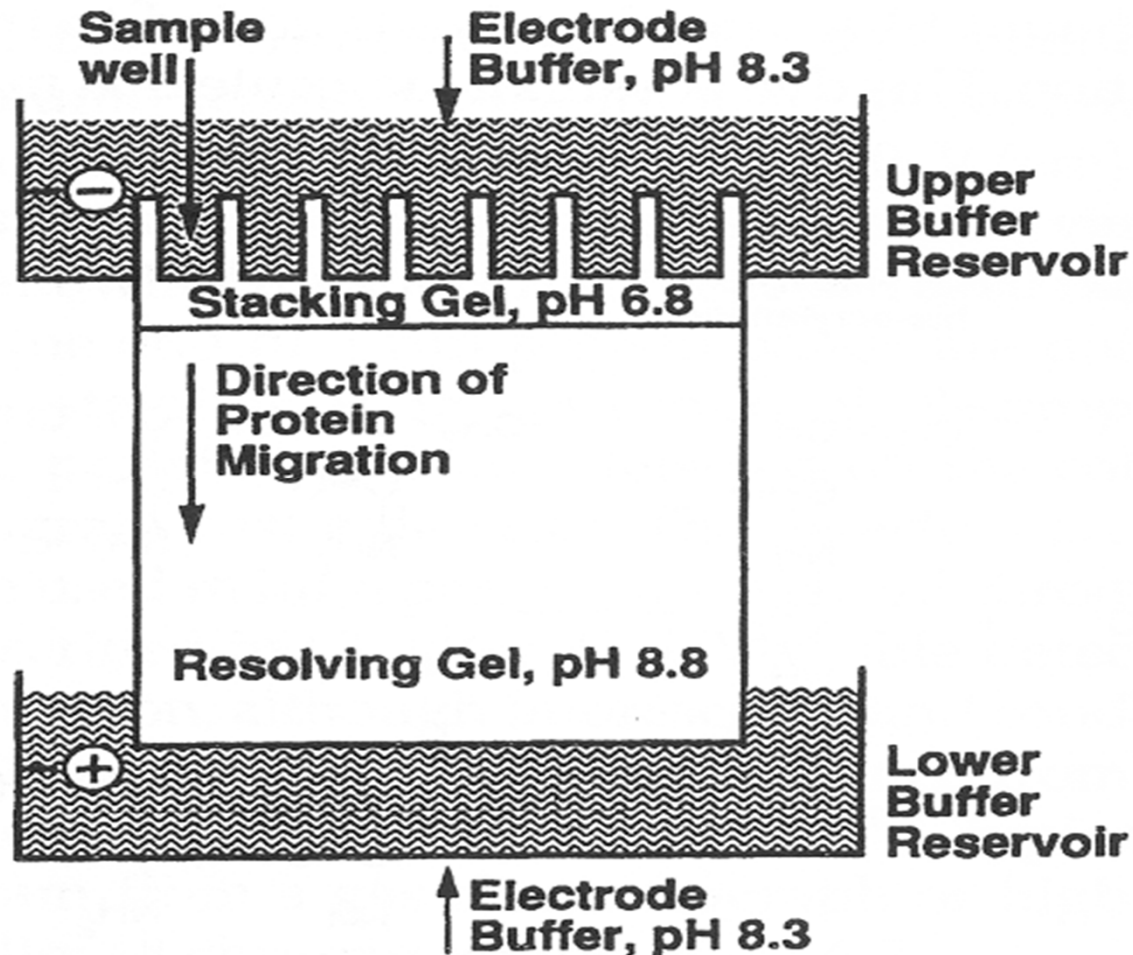 Sample
well
Electrode
Buffer, pH 8.3
−
Upper
Buffer
Reservoir
Stacking Gel, pH 6.8
Direction of
Protein
Migration
Resolving Gel, pH 8.8
+
Lower
Buffer
Reservoir
Electrode
Buffer, pH 8.3